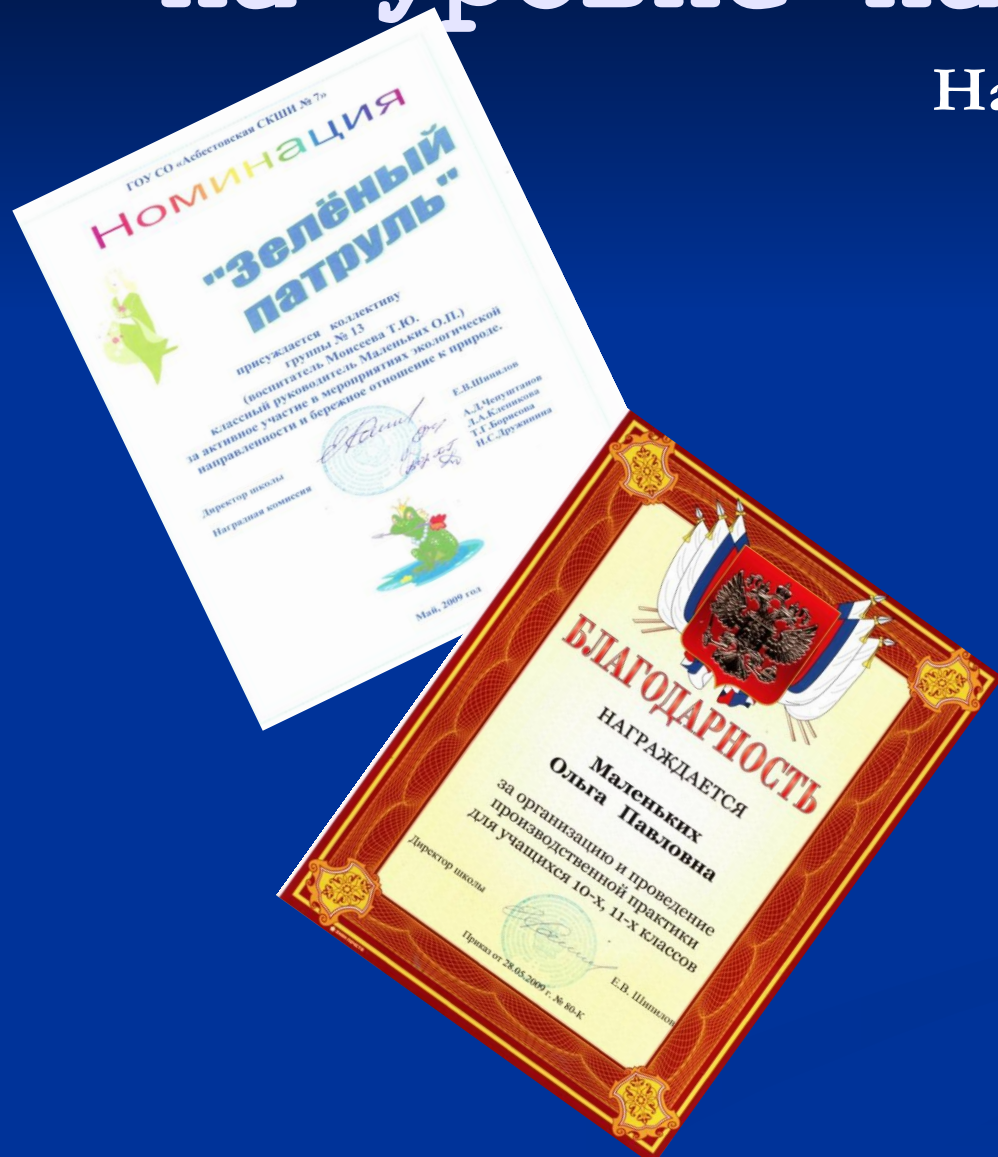 на уровне
На
ГОУ СО «Асбестовская СКШИ № 7»
Номинация
"Зелёный
патруль"
присуждается коллективу
группы № 13
(воспитатель Моисеева Т.Ю.
классный руководитель Маленьких О.П.)
за активное участие в мероприятиях экологической
направленности и бережное отношение к природе.
Директор школы
Е.В.Шипилов
Наградная комиссия
А.Д.Чепуштанов
Л.А.Клепикова
Т.Г.Борисова
Н.С.Дружинина
Май, 2009 год
БЛАГОДАРНОСТЬ
НАГРАЖДАЕТСЯ
Маленьких
Ольга Павловна
за организацию и проведение
производственной практики
для учащихся 10-х, 11-х классов
Директор школы
Е.В. Шипилов
Приказ от 28.05.2009 г. № 80-К